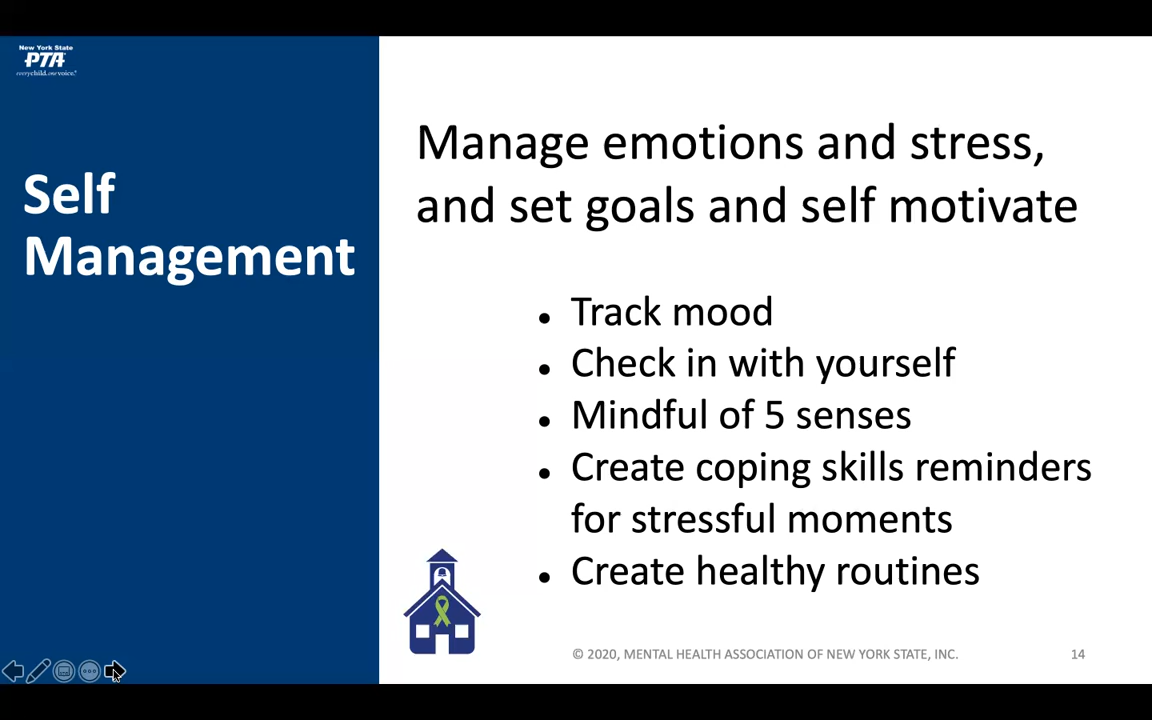 New York State
PTA
everychild.onevoice.®
Self
Management
Manage emotions and stress,
and set goals and self motivate
• Track mood
• Check in with yourself
• Mindful of 5 senses
• Create coping skills reminders
for stressful moments
• Create healthy routines
© 2020, MENTAL HEALTH ASSOCIATION OF NEW YORK STATE, INC.
14